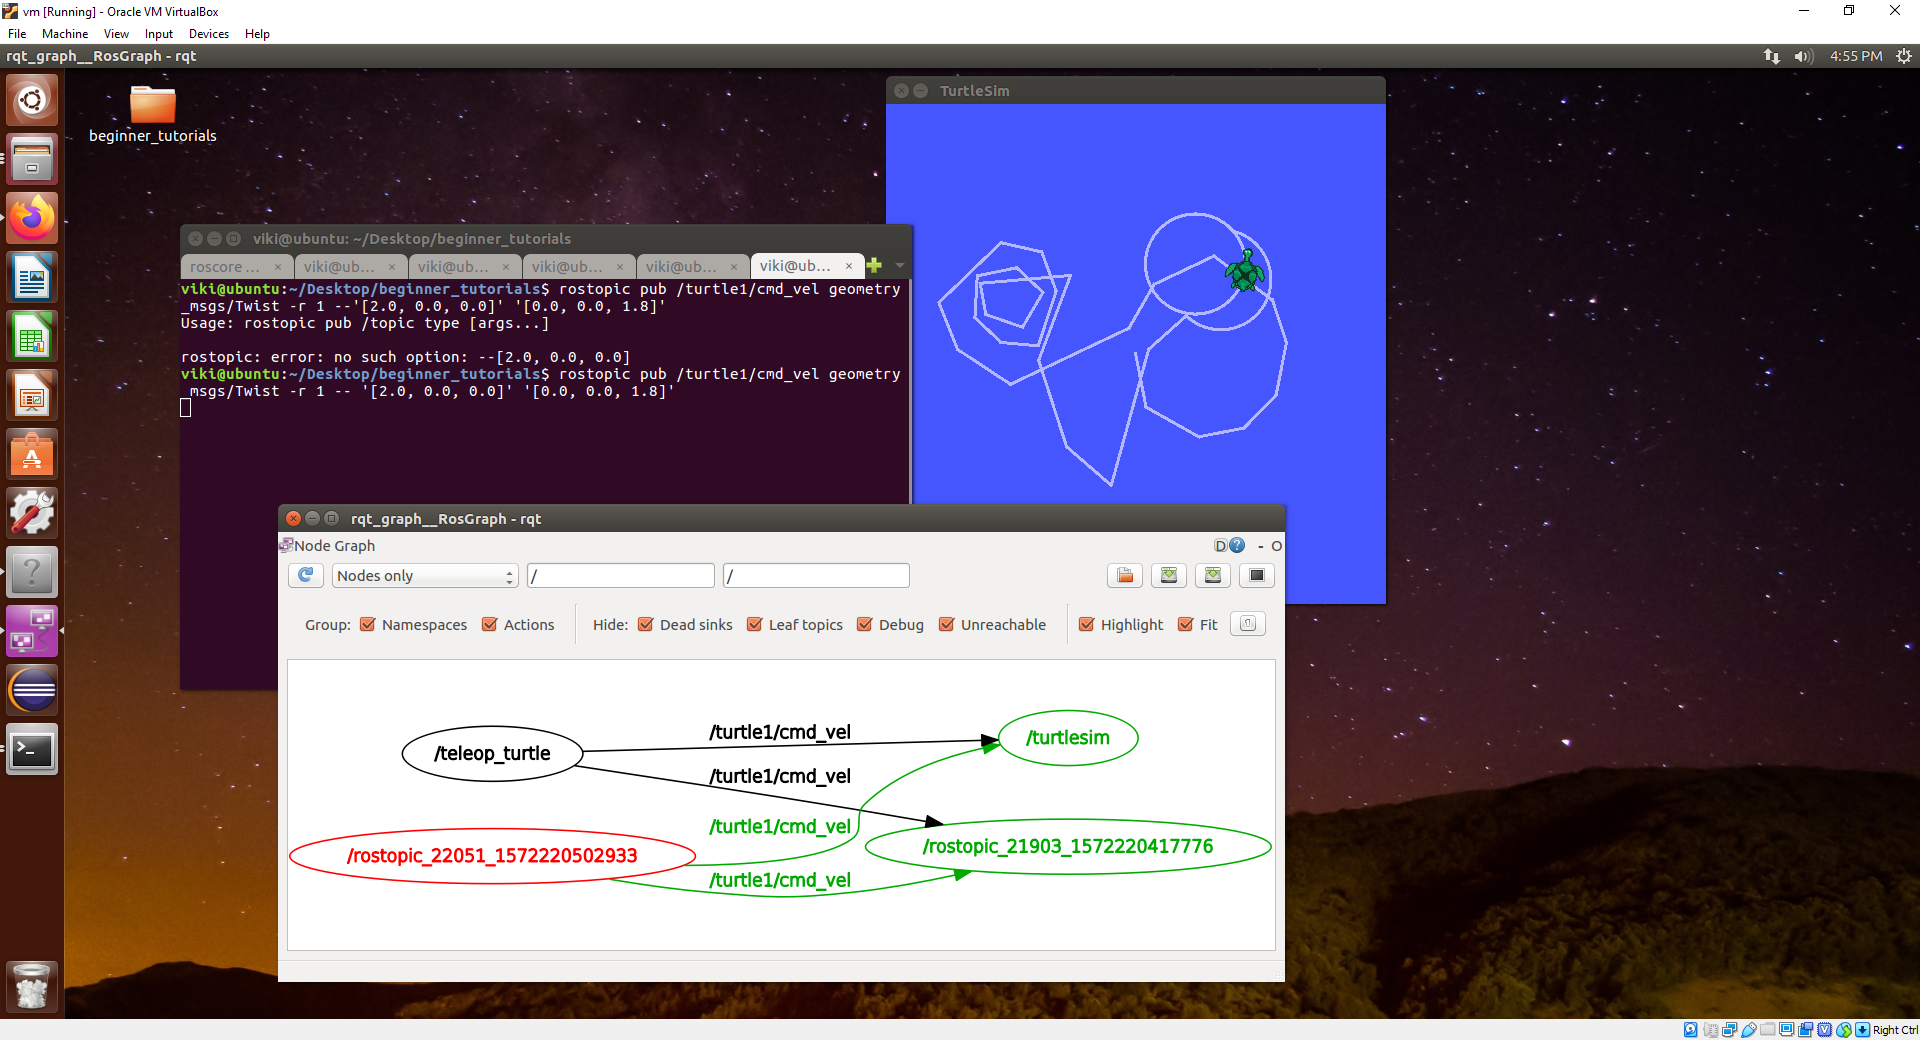 vm [Running] - Oracle VM VirtualBox
File Machine View Input Devices Help
rqt_graph__RosGraph - rqt
4:55 PM
beginner_tutorials
TurtleSim
viki@ubuntu: ~/Desktop/beginner_tutorials
roscore ... × viki@ub... × viki@ub... × viki@ub... × viki@ub... × viki@ub... ×
viki@ubuntu:~/Desktop/beginner_tutorials$ rostopic pub /turtle1/cmd_vel geometry
_msgs/Twist -r 1 --'[2.0, 0.0, 0.0]' '[0.0, 0.0, 1.8]'
Usage: rostopic pub /topic type [args...]
rostopic: error: no such option: --[2.0, 0.0, 0.0]
viki@ubuntu:~/Desktop/beginner_tutorials$ rostopic pub /turtle1/cmd_vel geometry
_msgs/Twist -r 1 -- '[2.0, 0.0, 0.0]' '[0.0, 0.0, 1.8]'
rqt_graph__RosGraph - rqt
Node Graph
D ? - O
Nodes only / /
Group: Namespaces Actions Hide: Dead sinks Leaf topics Debug Unreachable Highlight Fit
/turtle1/cmd_vel
/turtlesim
/teleop_turtle
/turtle1/cmd_vel
/turtle1/cmd_vel
/rostopic_21903_1572220417776
/rostopic_22051_1572220502933
/turtle1/cmd_vel
Right Ctrl